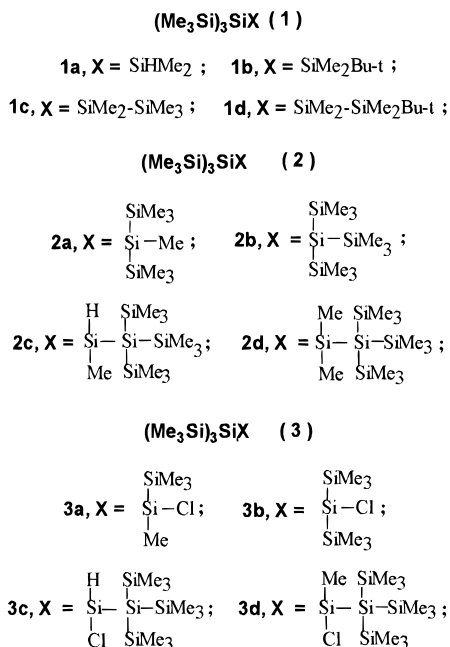 (Me3Si)3SiX (1)
1a, X = SiHMe2 ; 1b, X = SiMe2Bu-t ;
1c, X = SiMe2-SiMe3 ; 1d, X = SiMe2-SiMe2Bu-t ;
(Me3Si)3SiX (2)
SiMe3 SiMe3
2a, X = Si—Me ; 2b, X = Si—SiMe3 ;
SiMe3 SiMe3
H SiMe3 Me SiMe3
2c, X = Si—Si—SiMe3 ; 2d, X = Si—Si—SiMe3 ;
Me SiMe3 Me SiMe3
(Me3Si)3SiX (3)
SiMe3 SiMe3
3a, X = Si—Cl ; 3b, X = Si—Cl ;
Me SiMe3
H SiMe3 Me SiMe3
3c, X = Si—Si—SiMe3 ; 3d, X = Si—Si—SiMe3 ;
Cl SiMe3 Cl SiMe3